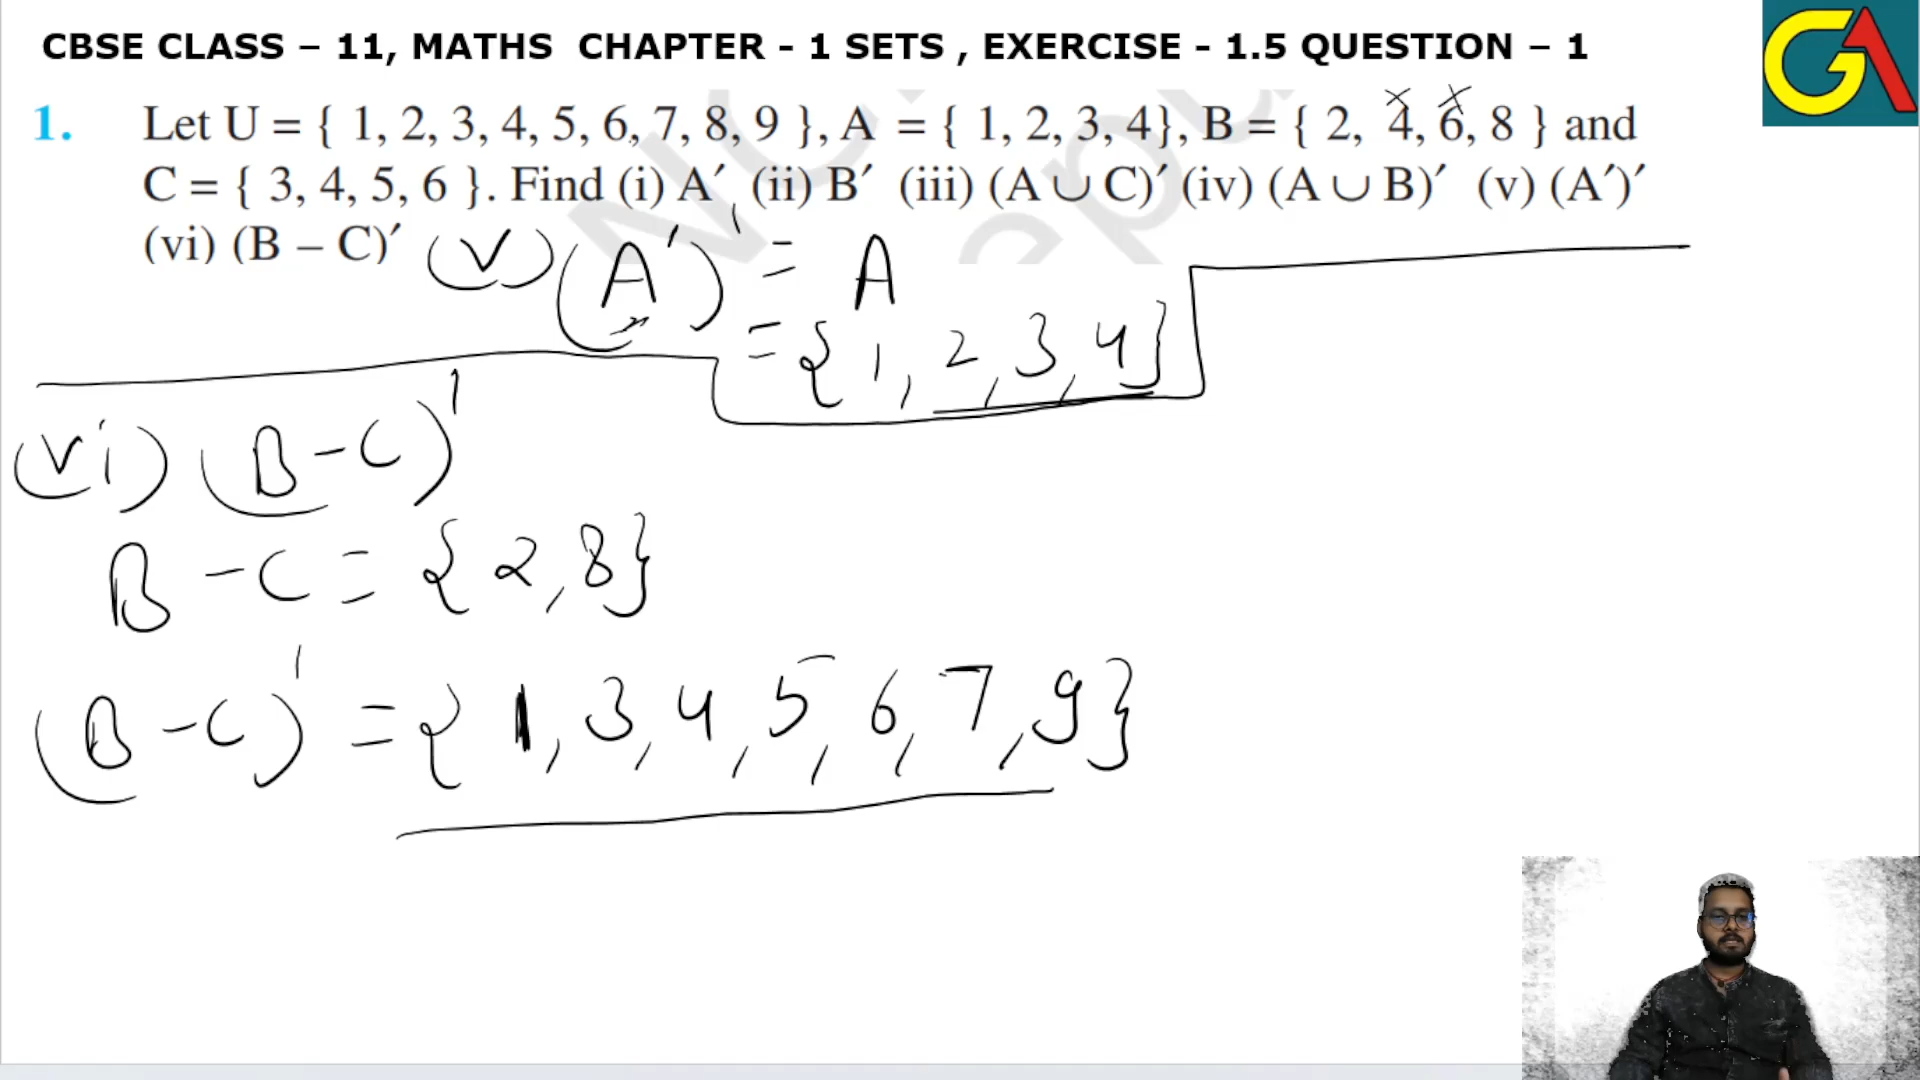 CBSE CLASS – 11, MATHS CHAPTER - 1 SETS , EXERCISE - 1.5 QUESTION – 1
GA
1. Let U = { 1, 2, 3, 4, 5, 6, 7, 8, 9 }, A = { 1, 2, 3, 4}, B = { 2, 4, 6, 8 } and
C = { 3, 4, 5, 6 }. Find (i) A′ (ii) B′ (iii) (A ∪ C)′ (iv) (A ∪ B)′ (v) (A′)′
(vi) (B – C)′
(v) (A')' = A
= {1, 2, 3, 4}
(vi) (B-C)'
B - C = {2, 8}
(B-C)' = {1, 3, 4, 5, 6, 7, 9}